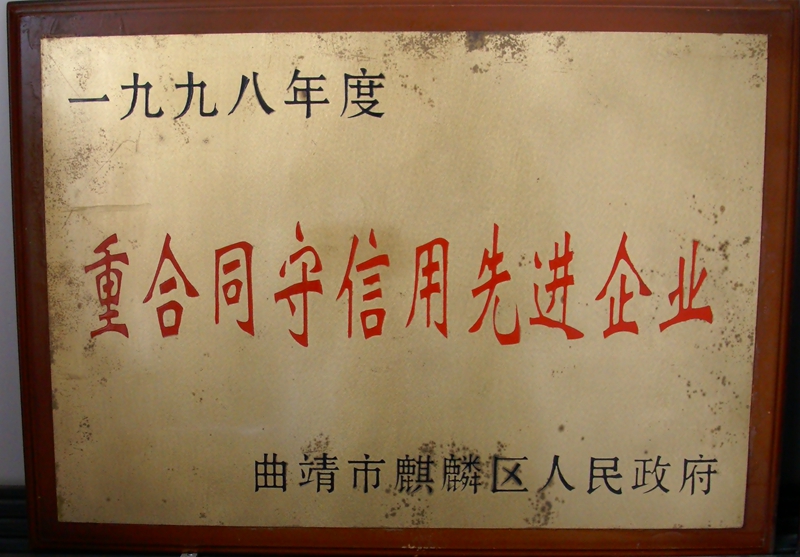 一九九八年度
重合同守信用先进企业
曲靖市麒麟区人民政府